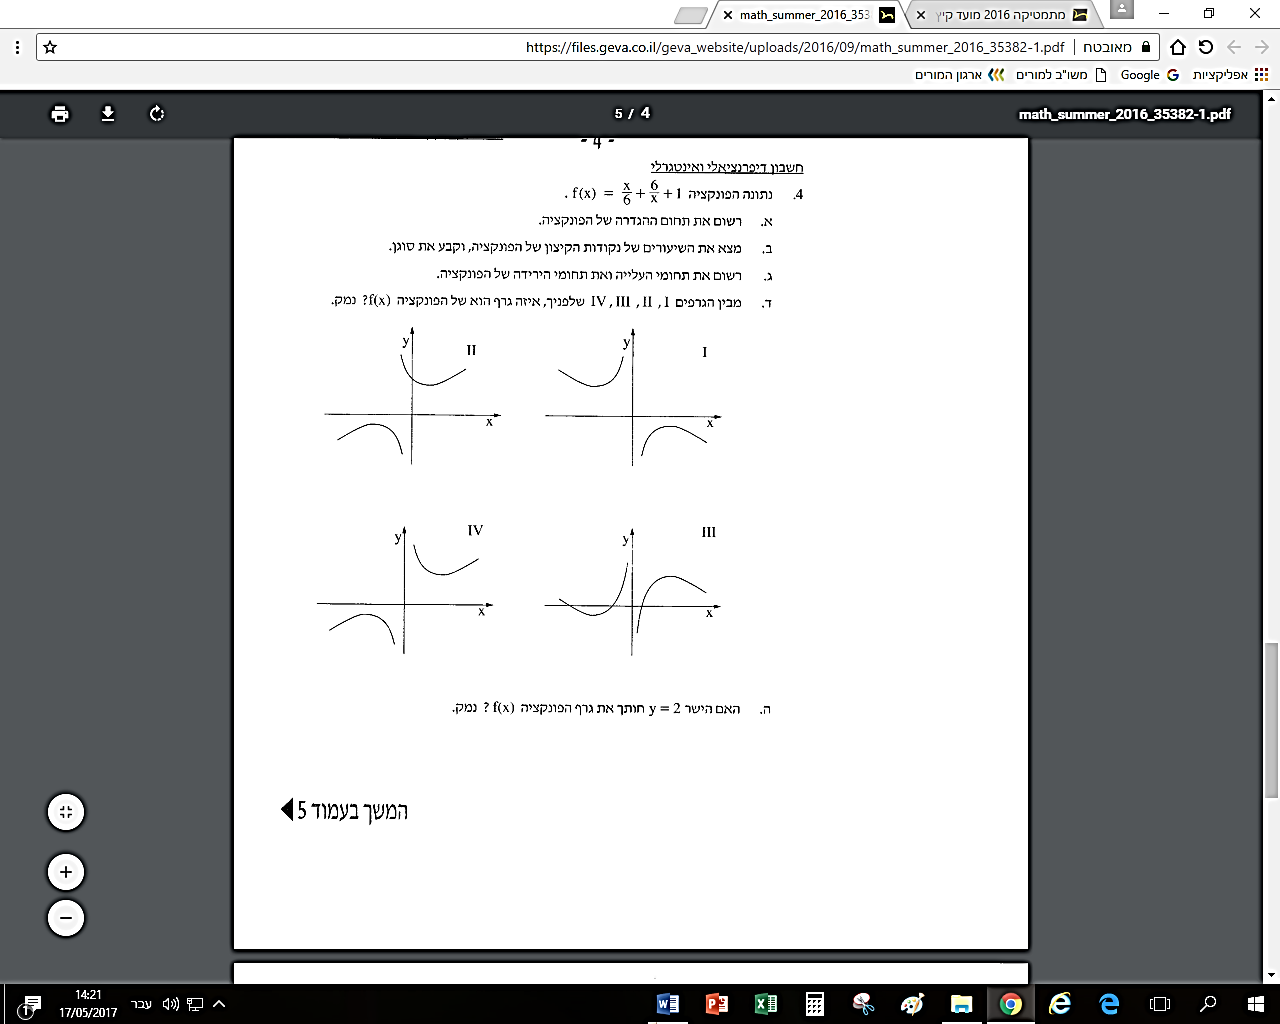 math_summer_2016_353
מתמטיקה 2016 מועד קיץ
https://files.geva.co.il/geva_website/uploads/2016/09/math_summer_2016_35382-1.pdf | מאובטח
אפליקציות Google משו"ב למורים ארגון המורים
5 / 4
math_summer_2016_35382-1.pdf
- 4 -
חשבון דיפרנציאלי ואינטגרלי
4. נתונה הפונקציה f(x) = x/6 + 6/x + 1 .
א. רשום את תחום ההגדרה של הפונקציה.
ב. מצא את השיעורים של נקודות הקיצון של הפונקציה, וקבע את סוגן.
ג. רשום את תחומי העלייה ואת תחומי הירידה של הפונקציה.
ד. מבין הגרפים I , II , III , IV שלפניך, איזה גרף הוא של הפונקציה f(x)? נמק.
I
y
x
II
y
x
III
y
x
IV
y
x
ה. האם הישר y = 2 חותך את גרף הפונקציה f(x) ? נמק.
המשך בעמוד 5
14:21
17/05/2017
עבר
1